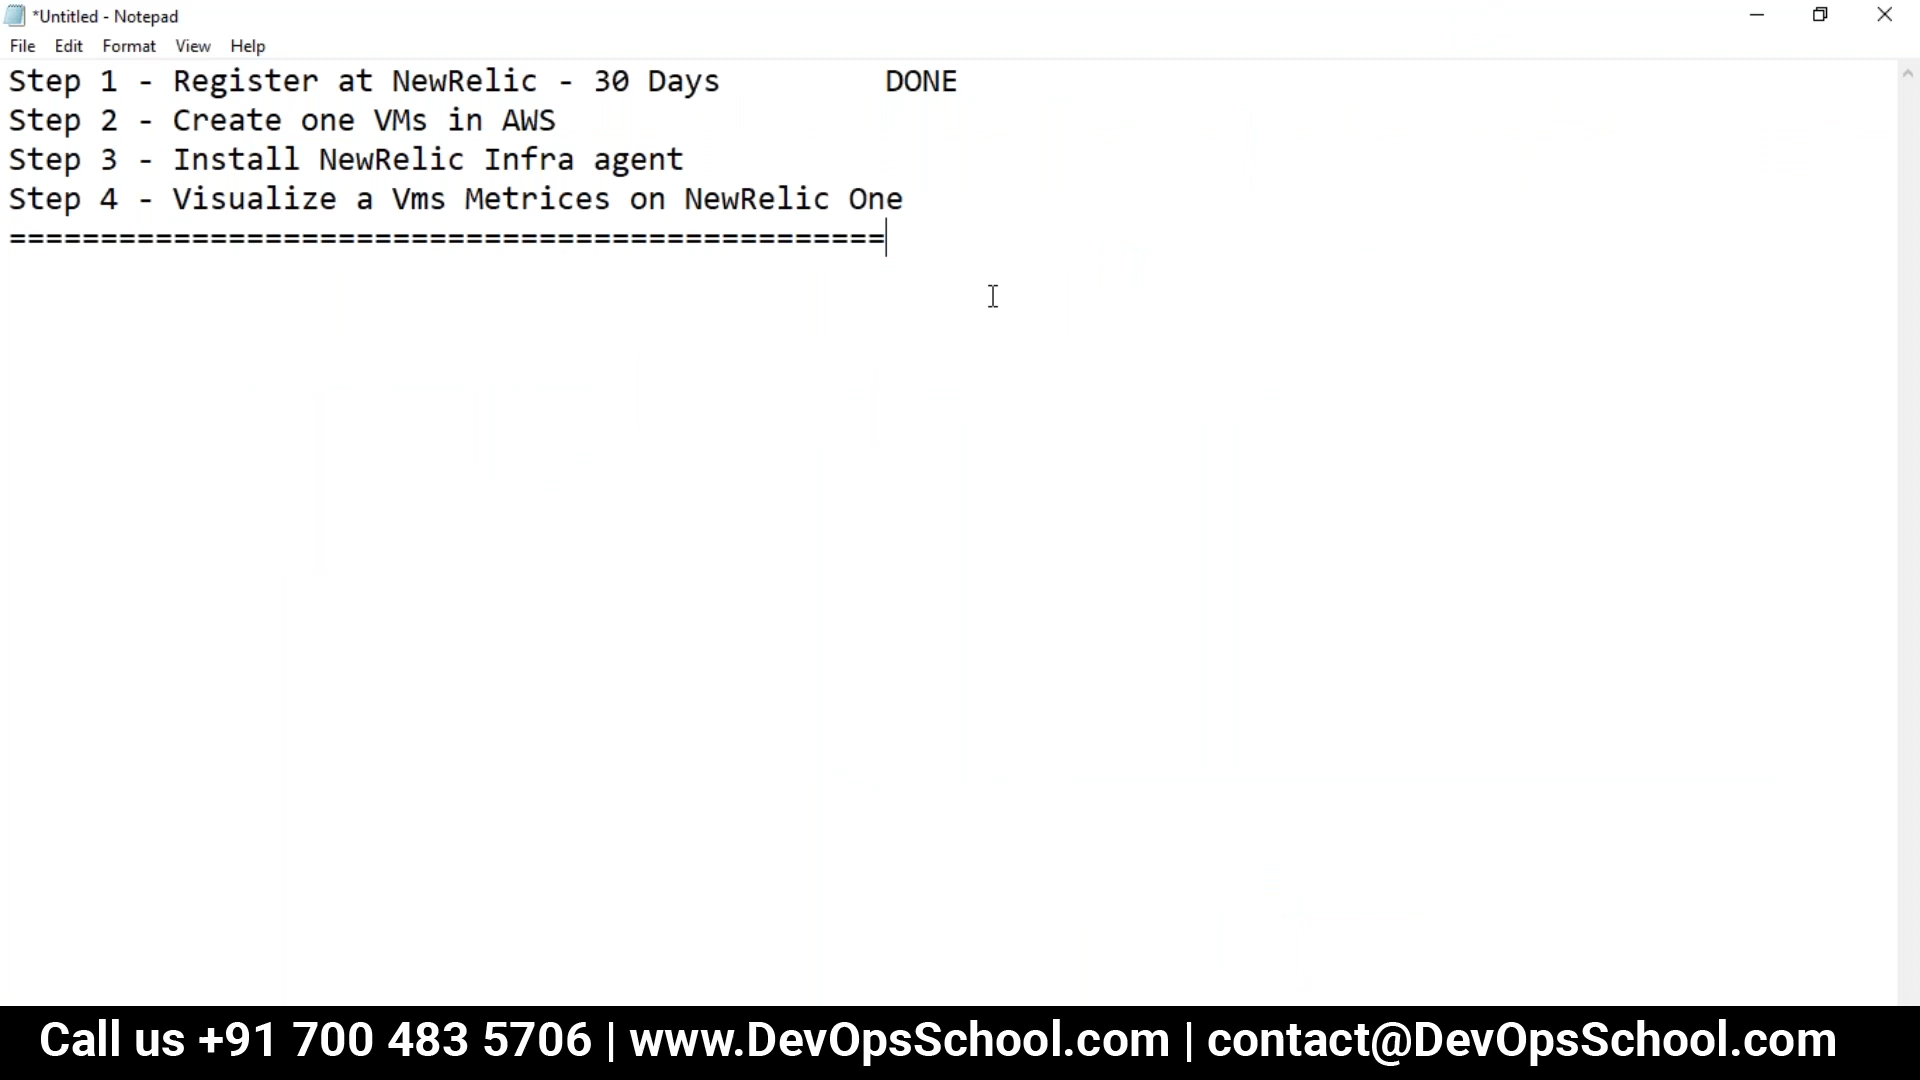 *Untitled - Notepad
File Edit Format View Help
Step 1 - Register at NewRelic - 30 Days DONE
Step 2 - Create one VMs in AWS
Step 3 - Install NewRelic Infra agent
Step 4 - Visualize a Vms Metrices on NewRelic One
================================================
Call us +91 700 483 5706 | www.DevOpsSchool.com | contact@DevOpsSchool.com